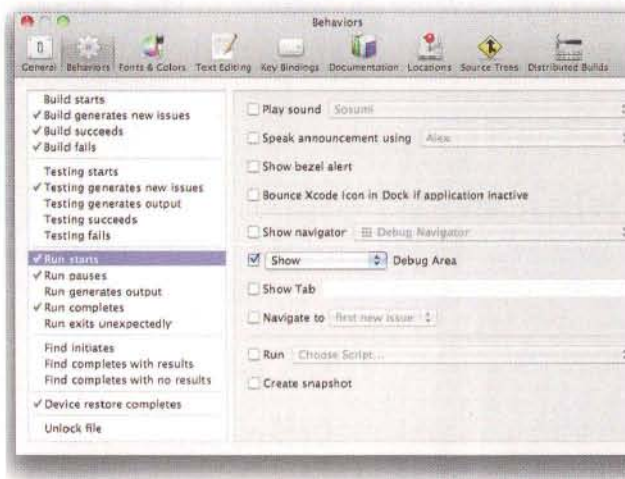 Behaviors
General Behaviors Fonts & Colors Text Editing Key Bindings Documentation Locations Source Trees Distributed Builds
Build starts
✓ Build generates new issues
✓ Build succeeds
✓ Build fails
Testing starts
✓ Testing generates new issues
Testing generates output
Testing succeeds
Testing fails
✓ Run starts
✓ Run pauses
Run generates output
✓ Run completes
Run exits unexpectedly
Find initiates
Find completes with results
Find completes with no results
✓ Device restore completes
Unlock file
Play sound Sosumi
Speak announcement using Alex
Show bezel alert
Bounce Xcode Icon in Dock if application inactive
Show navigator Debug Navigator
Show Debug Area
Show Tab
Navigate to first new issue
Run Choose Script...
Create snapshot